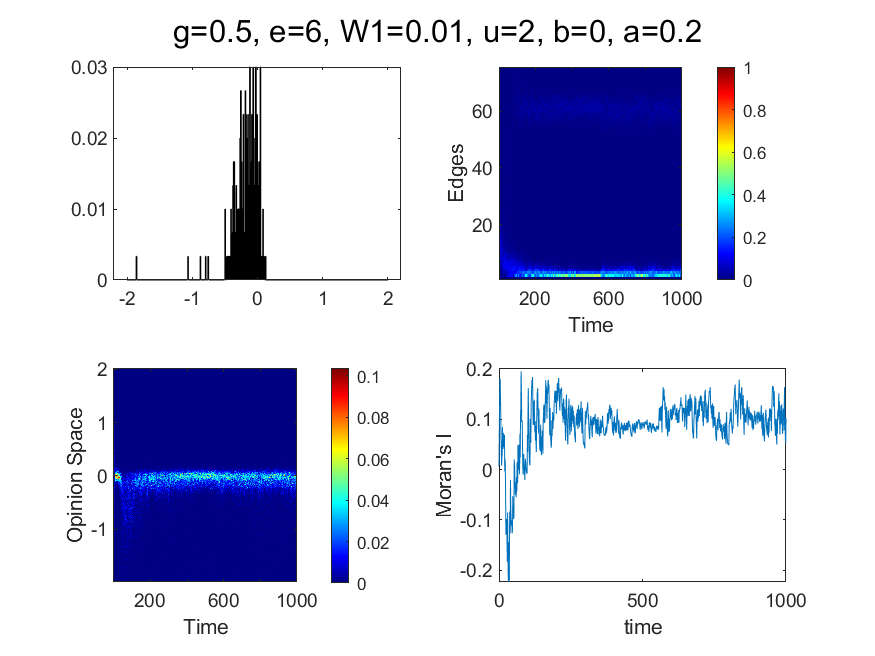 g=0.5, e=6, W1=0.01, u=2, b=0, a=0.2
0.03
0.02
0.01
0
-2 -1 0 1 2
Edges
60
40
20
200 600 1000
Time
1
0.8
0.6
0.4
0.2
0
Opinion Space
2
1
0
-1
200 600 1000
Time
0.1
0.08
0.06
0.04
0.02
0
Moran's I
0.2
0.1
0
-0.1
-0.2
0 500 1000
time